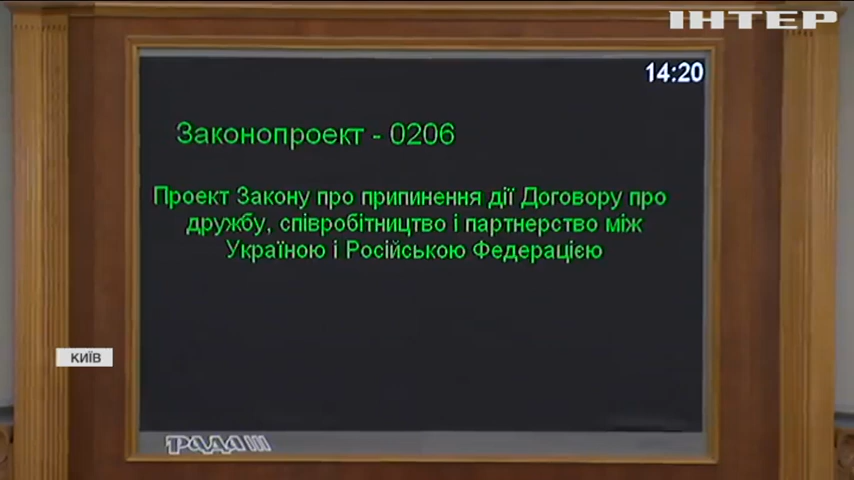 ІНТЕР
14:20
Законопроект - 0206
Проект Закону про припинення дії Договору про
дружбу, співробітництво і партнерство між
Україною і Російською Федерацією
КИЇВ
РАДА III